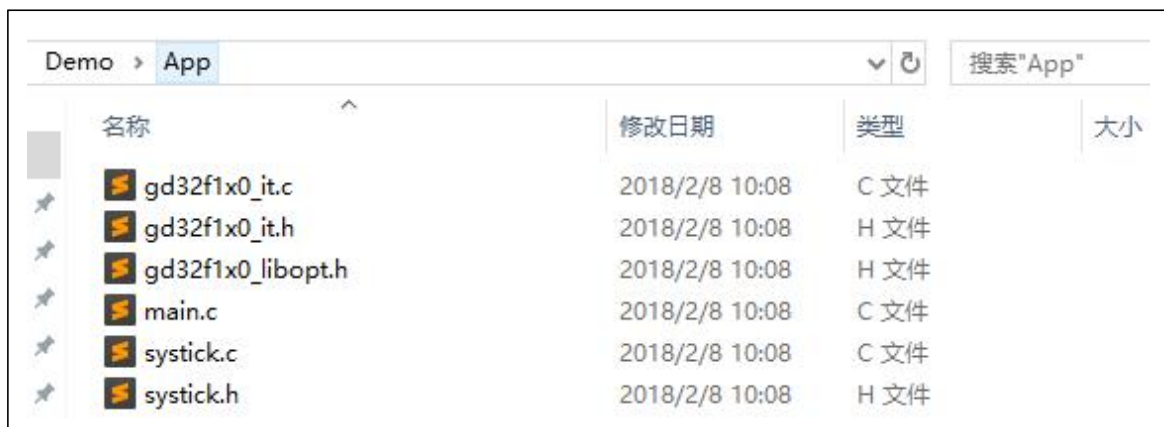 Demo > App 搜索"App"
名称 修改日期 类型 大小
gd32f1x0_it.c 2018/2/8 10:08 C 文件
gd32f1x0_it.h 2018/2/8 10:08 H 文件
gd32f1x0_libopt.h 2018/2/8 10:08 H 文件
main.c 2018/2/8 10:08 C 文件
systick.c 2018/2/8 10:08 C 文件
systick.h 2018/2/8 10:08 H 文件